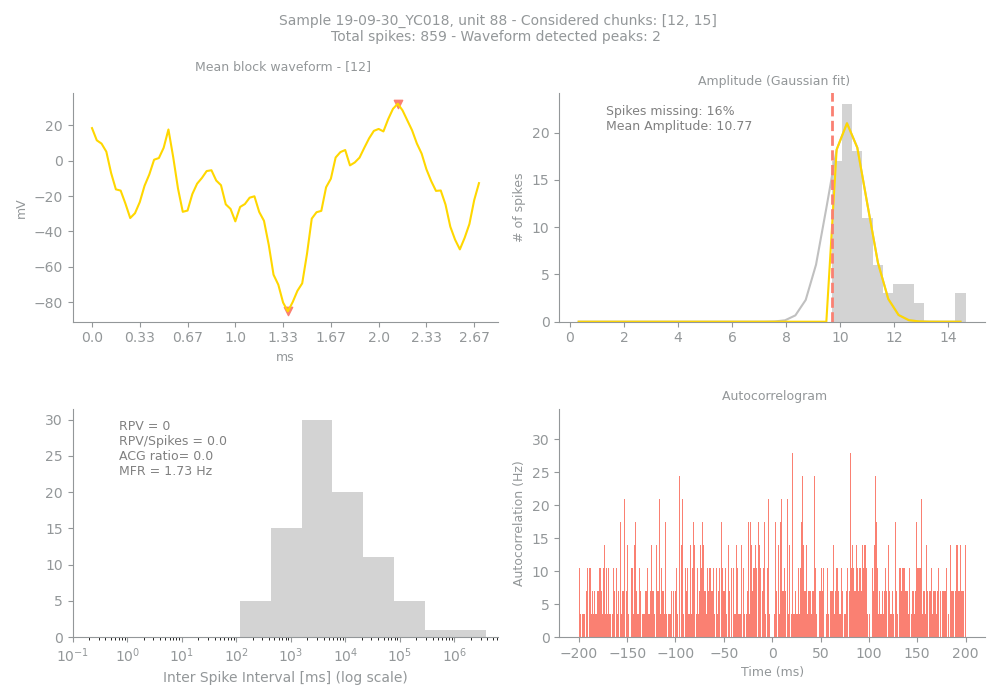 Sample 19-09-30_YC018, unit 88 - Considered chunks: [12, 15]
Total spikes: 859 - Waveform detected peaks: 2
Mean block waveform - [12]
20
0
−20
−40
−60
−80
mV
0.0 0.33 0.67 1.0 1.33 1.67 2.0 2.33 2.67
ms
Amplitude (Gaussian fit)
Spikes missing: 16%
Mean Amplitude: 10.77
20
15
10
5
0
# of spikes
0 2 4 6 8 10 12 14
RPV = 0
RPV/Spikes = 0.0
ACG ratio= 0.0
MFR = 1.73 Hz
30
25
20
15
10
5
0
10⁻¹ 10⁰ 10¹ 10² 10³ 10⁴ 10⁵ 10⁶
Inter Spike Interval [ms] (log scale)
Autocorrelogram
30
25
20
15
10
5
0
Autocorrelation (Hz)
−200 −150 −100 −50 0 50 100 150 200
Time (ms)